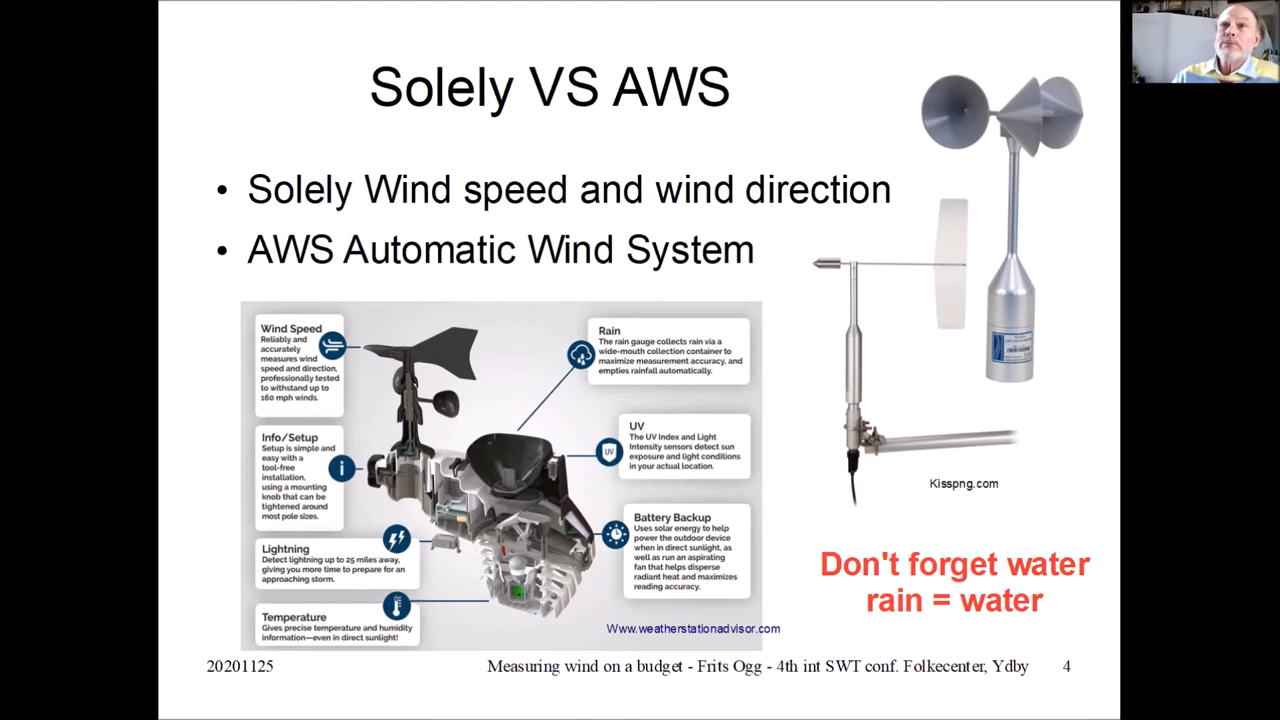 Solely VS AWS
• Solely Wind speed and wind direction
• AWS Automatic Wind System
Wind Speed
Reliably and
accurately
measures wind
speed and direction,
professionally tested
to withstand up to
160 mph winds.
Info/Setup
Setup is simple and
easy with a
tool-free
installation,
using a mounting
knob that can be
tightened around
most pole sizes.
Lightning
Detect lightning up to 25 miles away,
giving you more time to prepare for an
approaching storm.
Temperature
Gives precise temperature and humidity
information—even in direct sunlight!
Rain
The rain gauge collects rain via a
wide-mouth collection container to
maximize measurement accuracy, and
empties rainfall automatically.
UV
UV
The UV Index and Light
Intensity sensors detect sun
exposure and light conditions
in your actual location.
Battery Backup
Uses solar energy to help
power the outdoor device
when in direct sunlight, as
well as run an aspirating
fan that helps disperse
radiant heat and maximizes
reading accuracy.
Www.weatherstationadvisor.com
Kisspng.com
Don't forget water
rain = water
20201125
Measuring wind on a budget - Frits Ogg - 4th int SWT conf. Folkecenter, Ydby
4